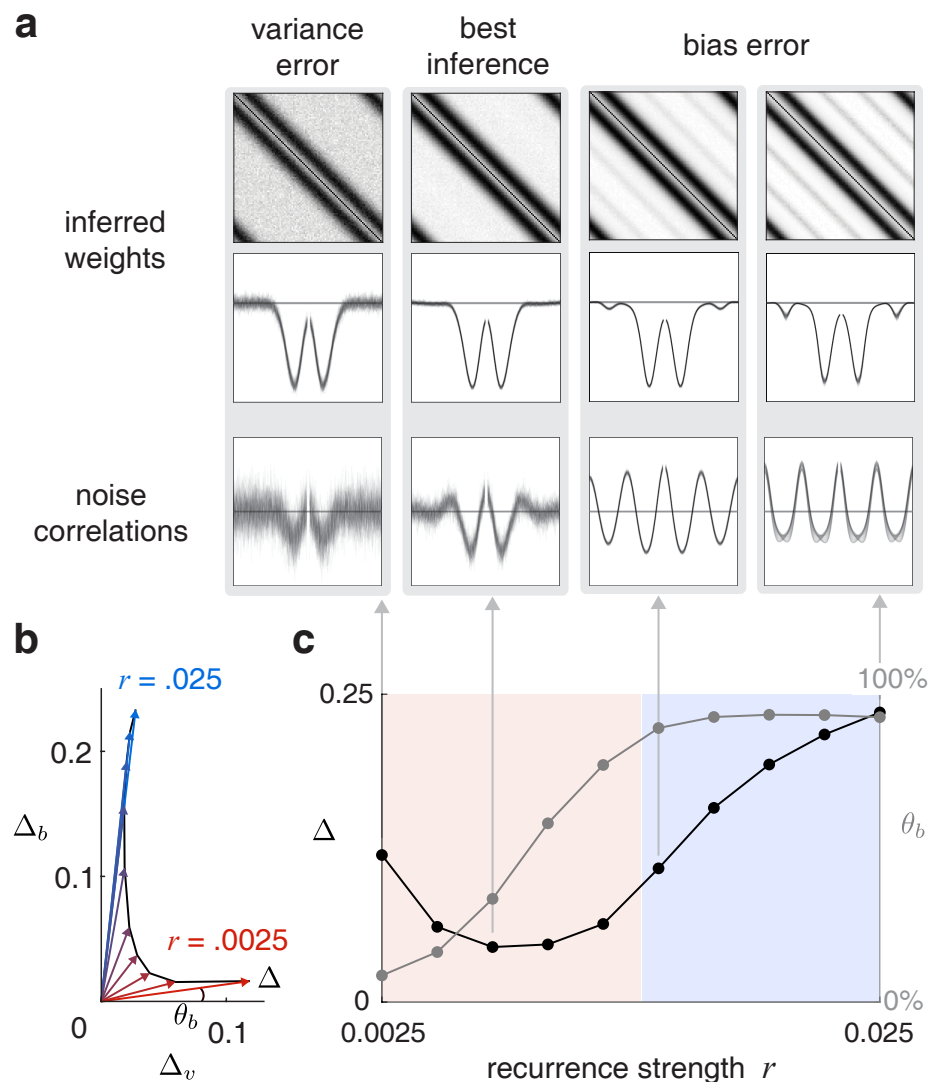 a
variance
error
best
inference
bias error
inferred
weights
noise
correlations
b
r = .025
0.2
Δb
0.1
r = .0025
Δ
θb
0
0.1
Δv
c
0.25
100%
Δ
θb
0
0%
0.0025
0.025
recurrence strength r